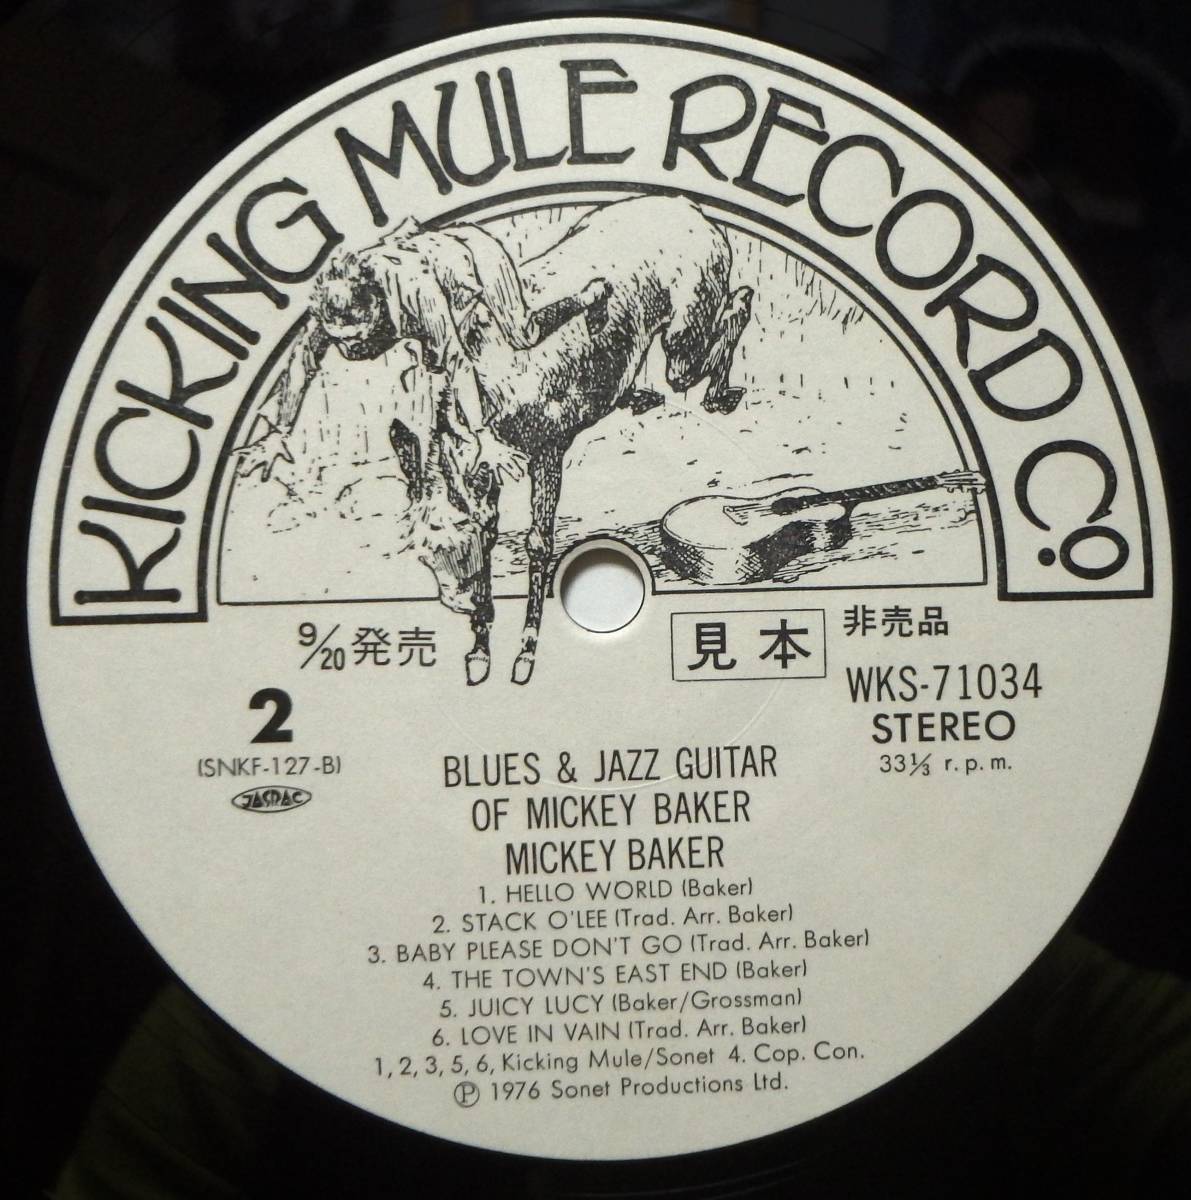 KICKING MULE RECORD Co.
9/20 発売
見本
非売品
2
(SNKF-127-B)
JASRAC
WKS-71034
STEREO
33⅓ r.p.m.
BLUES & JAZZ GUITAR
OF MICKEY BAKER
MICKEY BAKER
1. HELLO WORLD (Baker)
2. STACK O'LEE (Trad. Arr. Baker)
3. BABY PLEASE DON'T GO (Trad. Arr. Baker)
4. THE TOWN'S EAST END (Baker)
5. JUICY LUCY (Baker/Grossman)
6. LOVE IN VAIN (Trad. Arr. Baker)
1,2,3,5,6, Kicking Mule/Sonet 4. Cop. Con.
Ⓟ 1976 Sonet Productions Ltd.